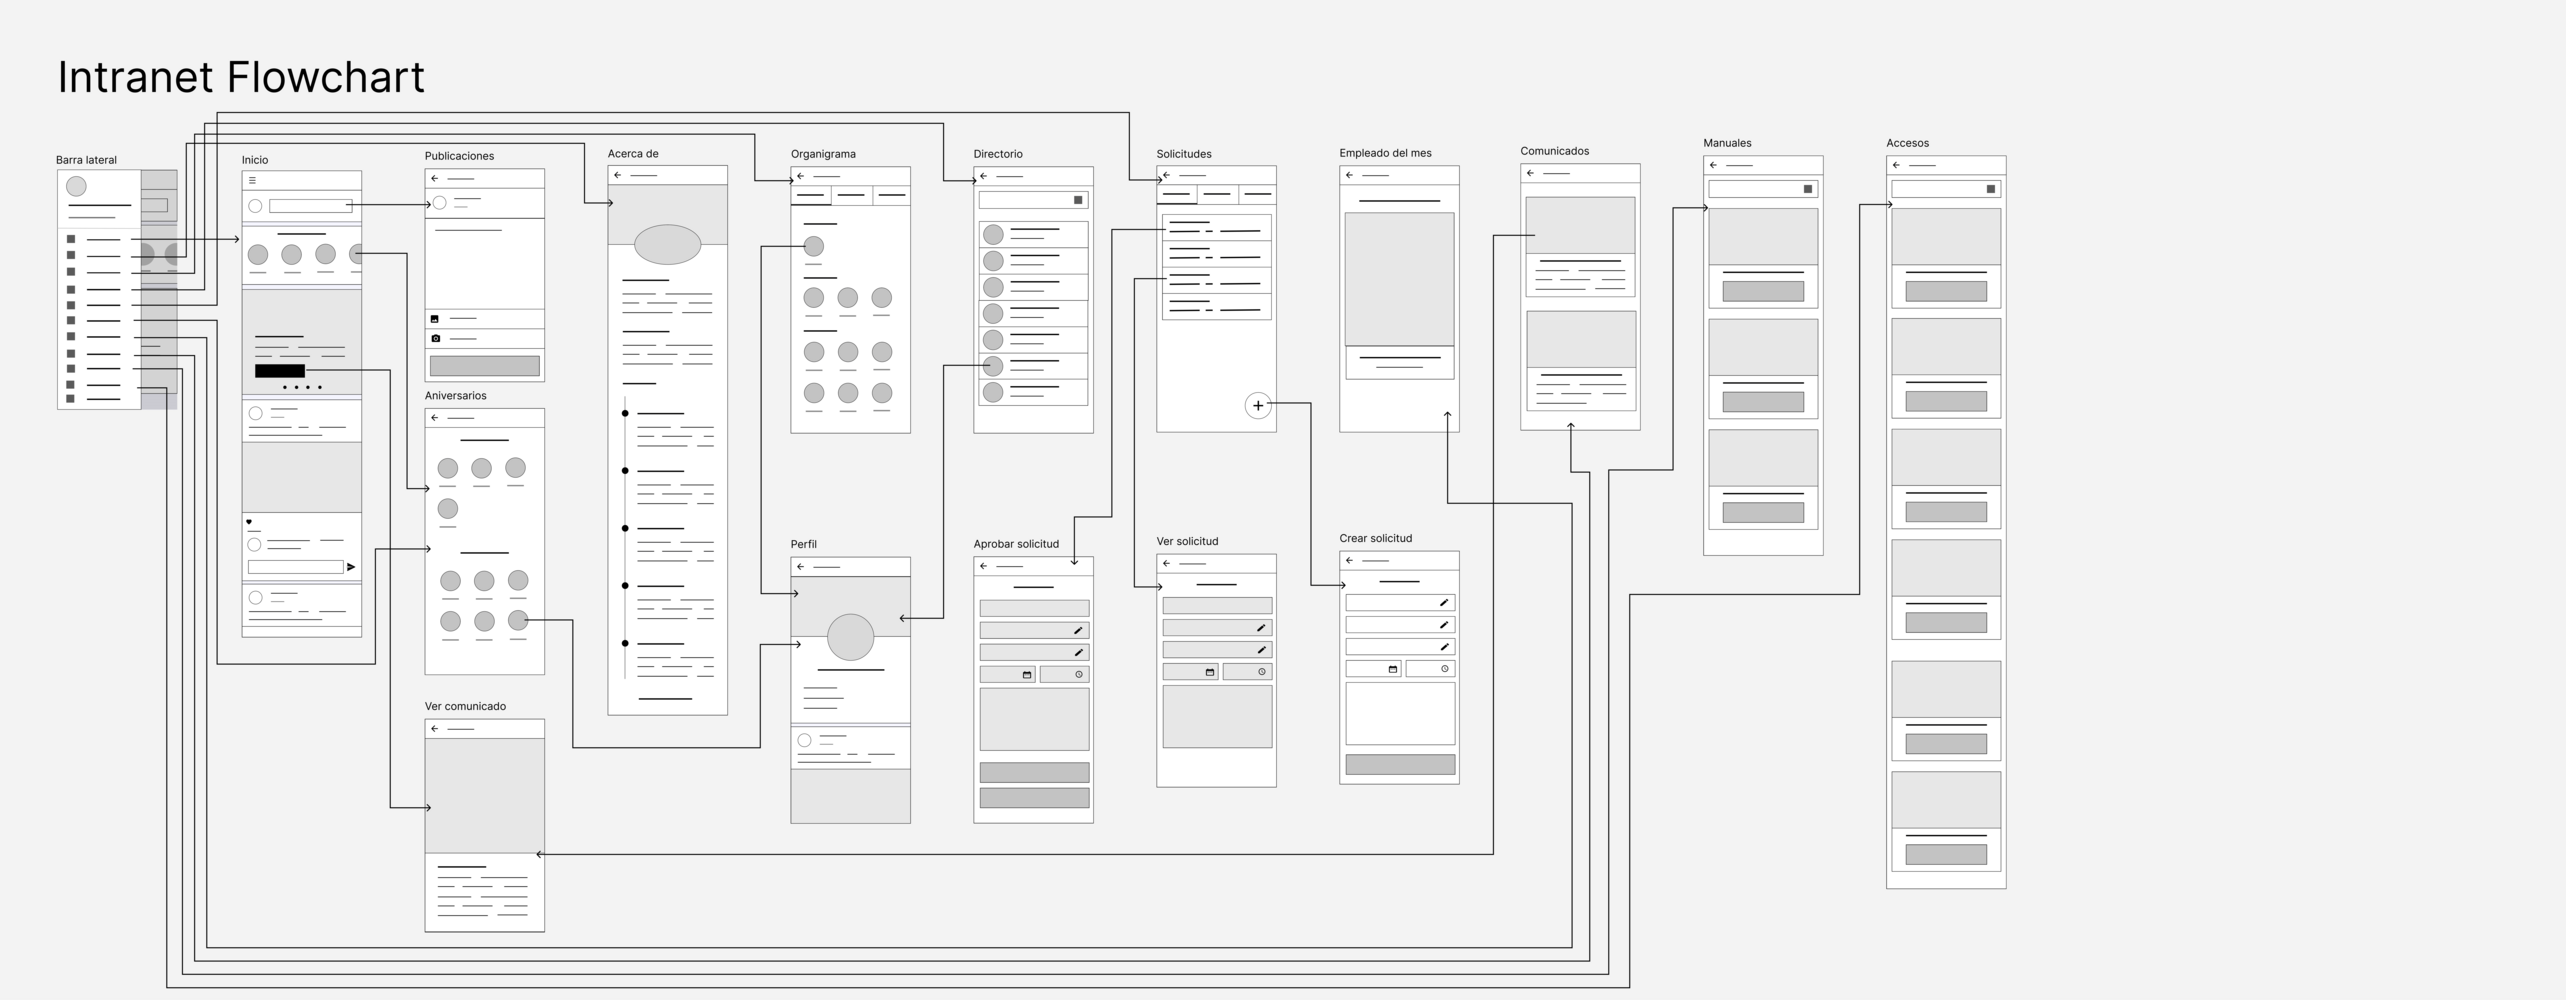 Intranet Flowchart
Barra lateral
Inicio
Publicaciones
Acerca de
Organigrama
Directorio
Solicitudes
Empleado del mes
Comunicados
Manuales
Accesos
Aniversarios
Perfil
Aprobar solicitud
Ver solicitud
Crear solicitud
Ver comunicado